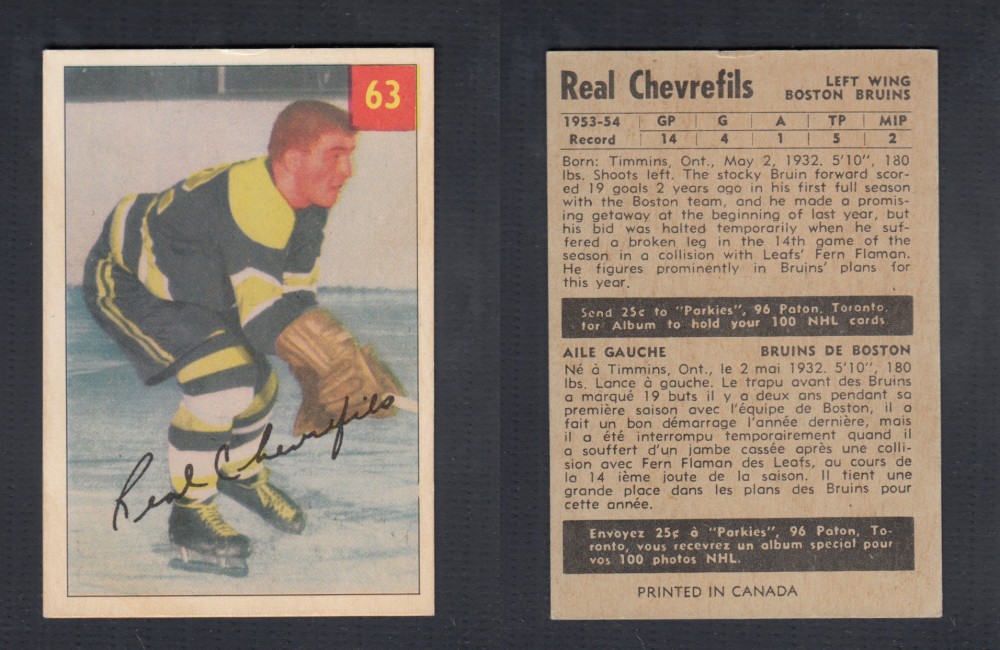 63
Real Chevrefils
Real Chevrefils
LEFT WING
BOSTON BRUINS
1953-54 GP G A TP MIP
Record 14 4 1 5 2
Born: Timmins, Ont., May 2, 1932. 5'10", 180
lbs. Shoots left. The stocky Bruin forward scor-
ed 19 goals 2 years ago in his first full season
with the Boston team, and he made a promis-
ing getaway at the beginning of last year, but
his bid was halted temporarily when he suf-
fered a broken leg in the 14th game of the
season in a collision with Leafs' Fern Flaman.
He figures prominently in Bruins' plans for
this year.
Send 25¢ to "Parkies", 96 Paton, Toronto,
for Album to hold your 100 NHL cards.
AILE GAUCHE BRUINS DE BOSTON
Né à Timmins, Ont., le 2 mai 1932. 5'10", 180
lbs. Lance à gauche. Le trapu avant des Bruins
a marqué 19 buts il y a deux ans pendant sa
première saison avec l'équipe de Boston, il a
fait un bon démarrage l'année dernière, mais
il a été interrompu temporairement quand il
a souffert d'un jambe cassée après une colli-
sion avec Fern Flaman des Leafs, au cours de
la 14 ième joute de la saison. Il tient une
grande place dans les plans des Bruins pour
cette année.
Envoyez 25¢ à "Parkies", 96 Paton, To-
ronto, vous recevrez un album special pour
vos 100 photos NHL.
PRINTED IN CANADA